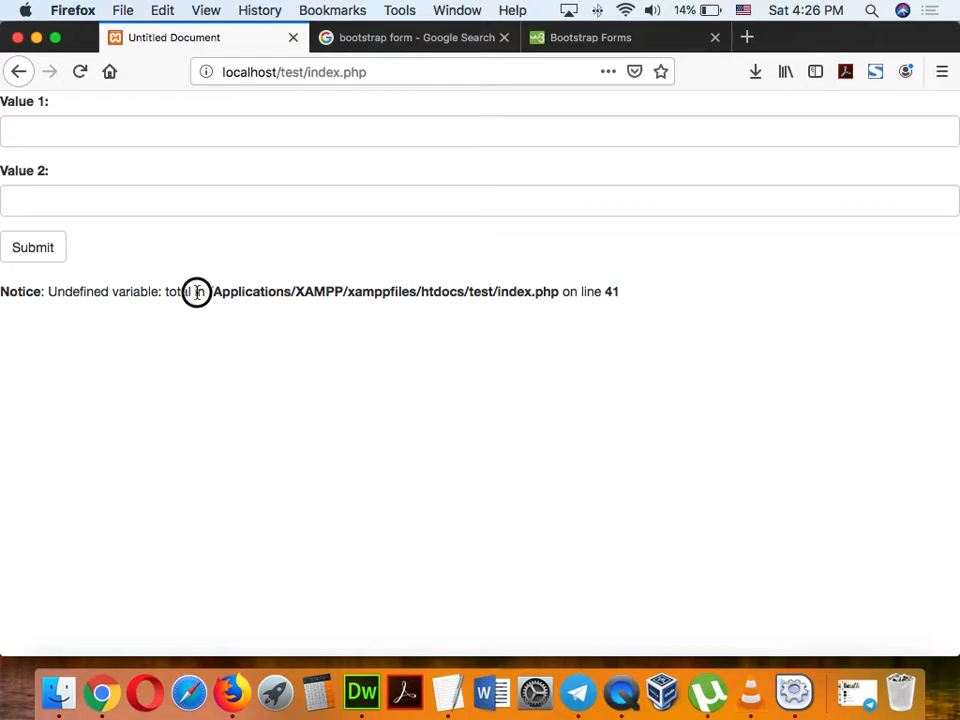 Firefox File Edit View History Bookmarks Tools Window Help 14% Sat 4:26 PM
Untitled Document bootstrap form - Google Search Bootstrap Forms
localhost/test/index.php
Value 1:
Value 2:
Submit
Notice: Undefined variable: total in /Applications/XAMPP/xamppfiles/htdocs/test/index.php on line 41
Dw W